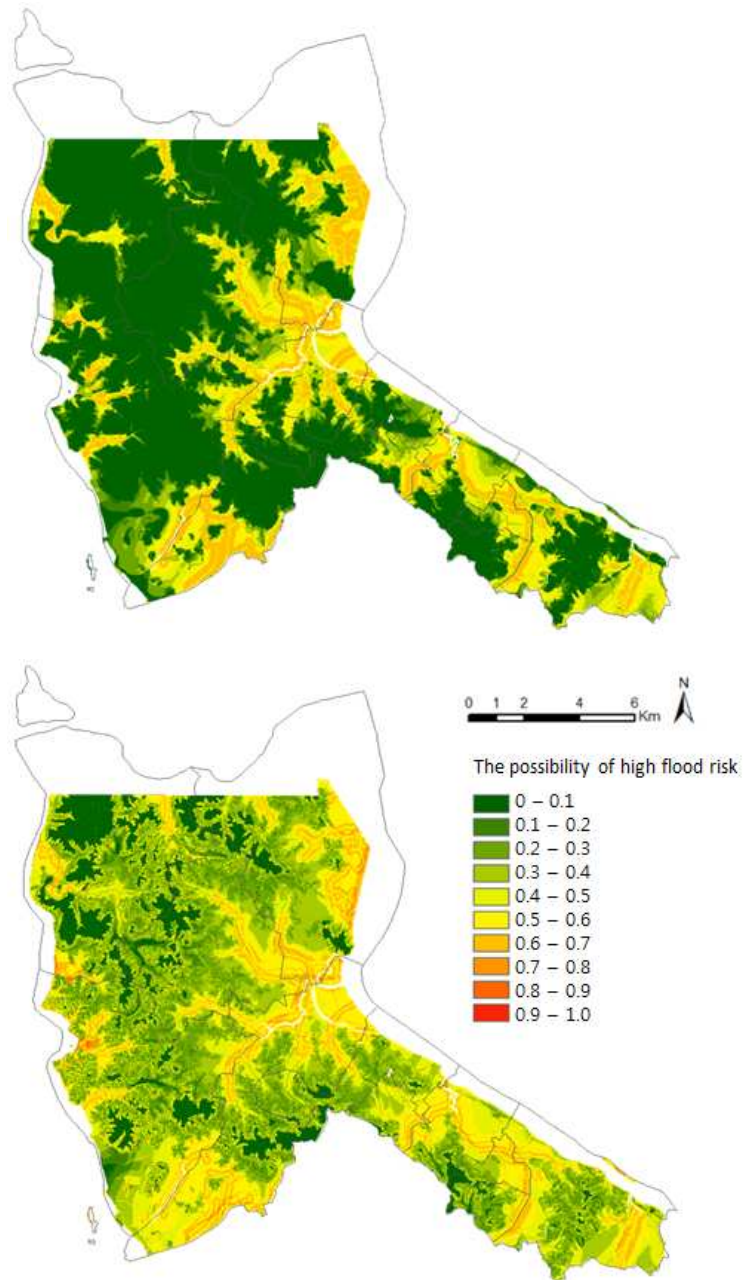 N
0 1 2 4 6
Km
The possibility of high flood risk
0 – 0.1
0.1 – 0.2
0.2 – 0.3
0.3 – 0.4
0.4 – 0.5
0.5 – 0.6
0.6 – 0.7
0.7 – 0.8
0.8 – 0.9
0.9 – 1.0